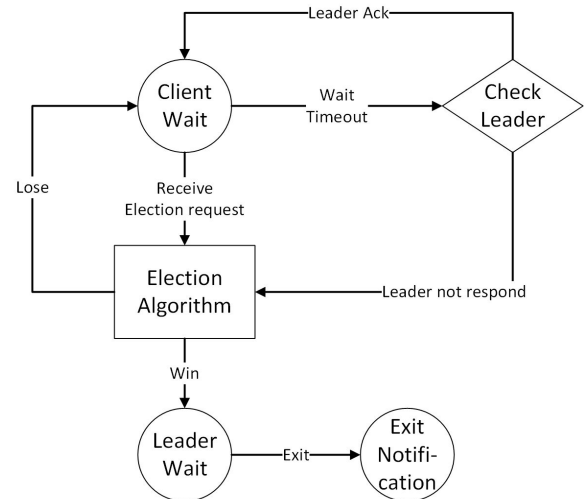 Leader Ack
Client
Wait
Wait
Timeout
Check
Leader
Lose
Receive
Election request
Election
Algorithm
Leader not respond
Win
Leader
Wait
Exit
Exit
Notifi-
cation